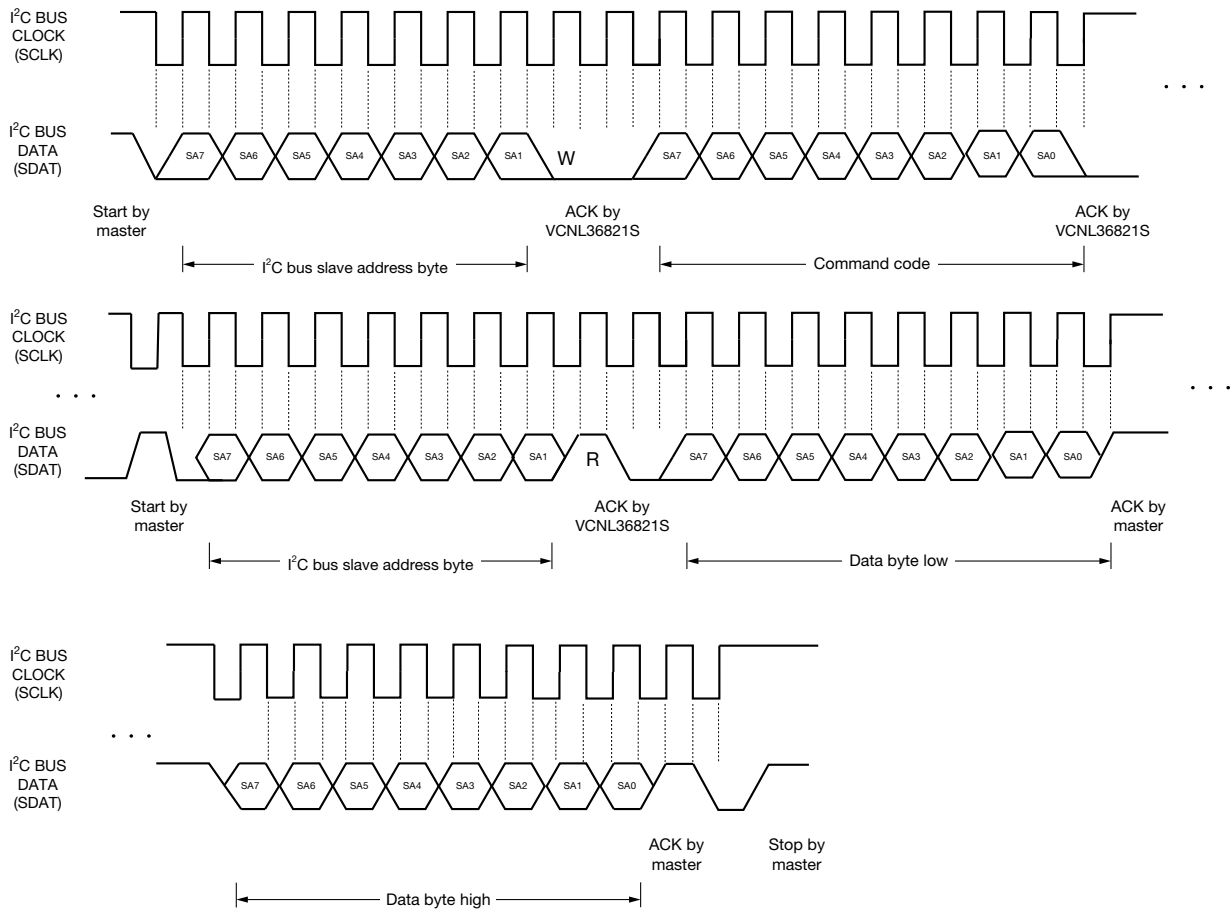 I²C BUS
CLOCK
(SCLK)
. . .
I²C BUS
DATA
(SDAT)
SA7 SA6 SA5 SA4 SA3 SA2 SA1 W SA7 SA6 SA5 SA4 SA3 SA2 SA1 SA0
Start by
master
ACK by
VCNL36821S
ACK by
VCNL36821S
I²C bus slave address byte
Command code
I²C BUS
CLOCK
(SCLK)
. . .
. . .
I²C BUS
DATA
(SDAT)
SA7 SA6 SA5 SA4 SA3 SA2 SA1 R SA7 SA6 SA5 SA4 SA3 SA2 SA1 SA0
Start by
master
ACK by
VCNL36821S
ACK by
master
I²C bus slave address byte
Data byte low
I²C BUS
CLOCK
(SCLK)
. . .
I²C BUS
DATA
(SDAT)
SA7 SA6 SA5 SA4 SA3 SA2 SA1 SA0
ACK by
master
Stop by
master
Data byte high